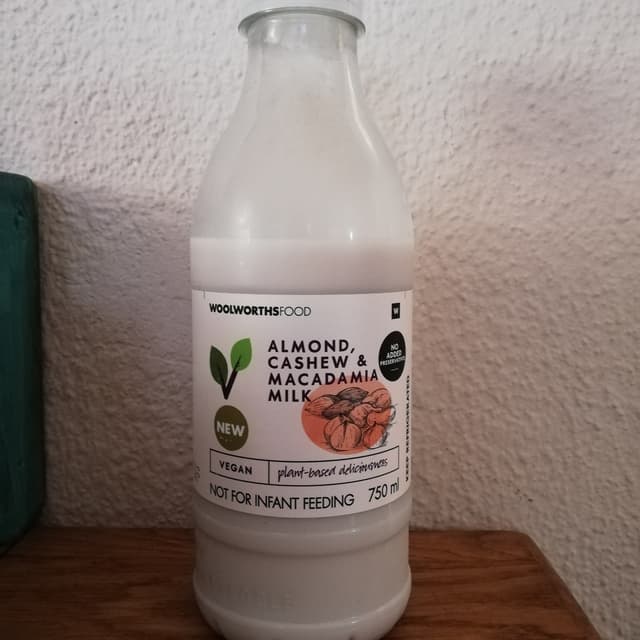 WOOLWORTHSFOOD
W
ALMOND,
CASHEW &
MACADAMIA
MILK
NO
ADDED
PRESERVATIVES
NEW
VEGAN
plant-based deliciousness
NOT FOR INFANT FEEDING
750 ml
KEEP REFRIGERATED